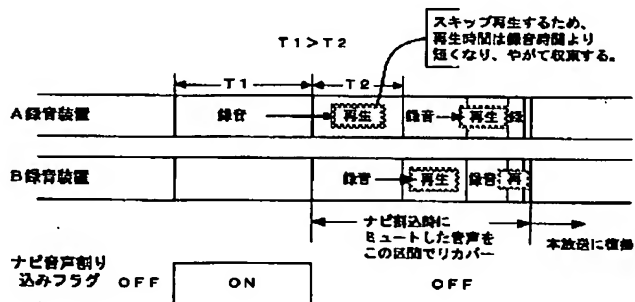 スキップ再生するため、
再生時間は録音時間より
短くなり、やがて収束する。
T1>T2
T1
T2
A録音装置
録音
再生
録音
再生
録
B録音装置
録音
再生
録音
再
ナビ割込時に
ミュートした音声を
この区間でリカバー
本放送に復帰
ナビ音声割り
込みフラグ
OFF
ON
OFF